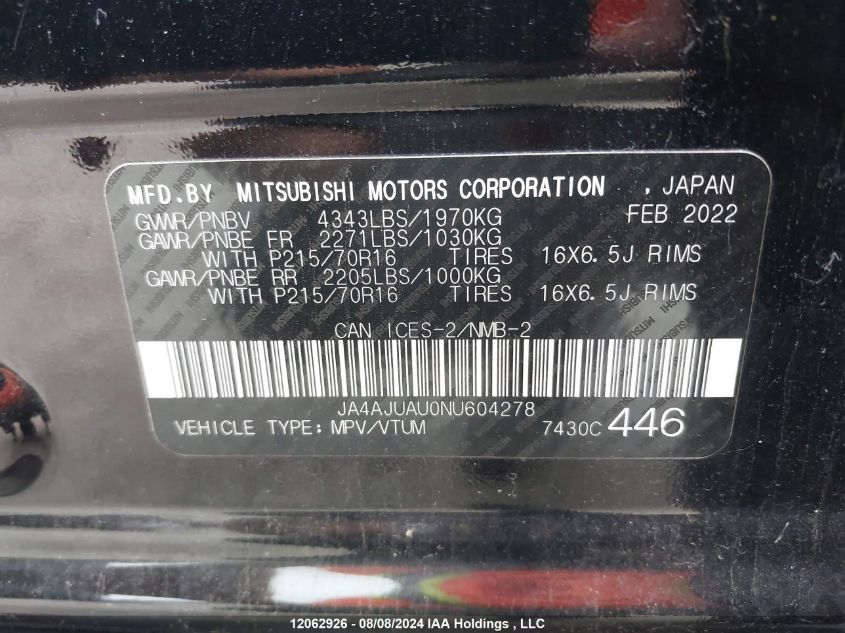 MFD.BY MITSUBISHI MOTORS CORPORATION , JAPAN
GVWR/PNBV 4343LBS/1970KG FEB 2022
GAWR/PNBE FR 2271LBS/1030KG
WITH P215/70R16 TIRES 16X6.5J RIMS
GAWR/PNBE RR 2205LBS/1000KG
WITH P215/70R16 TIRES 16X6.5J RIMS
CAN ICES-2/NMB-2
JA4AJUAU0NU604278
VEHICLE TYPE: MPV/VTUM 7430C 446
12062926 - 08/08/2024 IAA Holdings , LLC